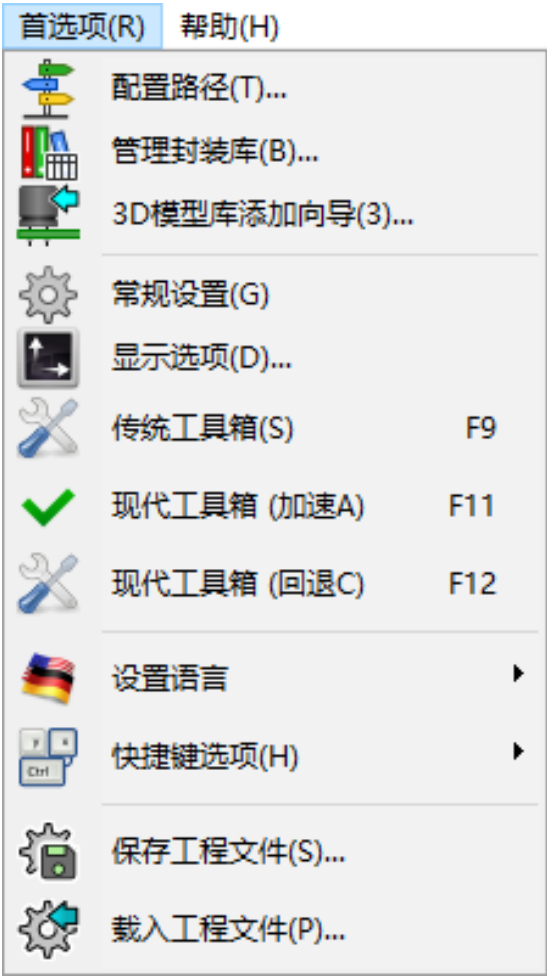 首选项(R) 帮助(H)
配置路径(T)...
管理封装库(B)...
3D模型库添加向导(3)...
常规设置(G)
显示选项(D)...
传统工具箱(S) F9
现代工具箱 (加速A) F11
现代工具箱 (回退C) F12
设置语言
快捷键选项(H)
y x
Ctrl
保存工程文件(S)...
载入工程文件(P)...